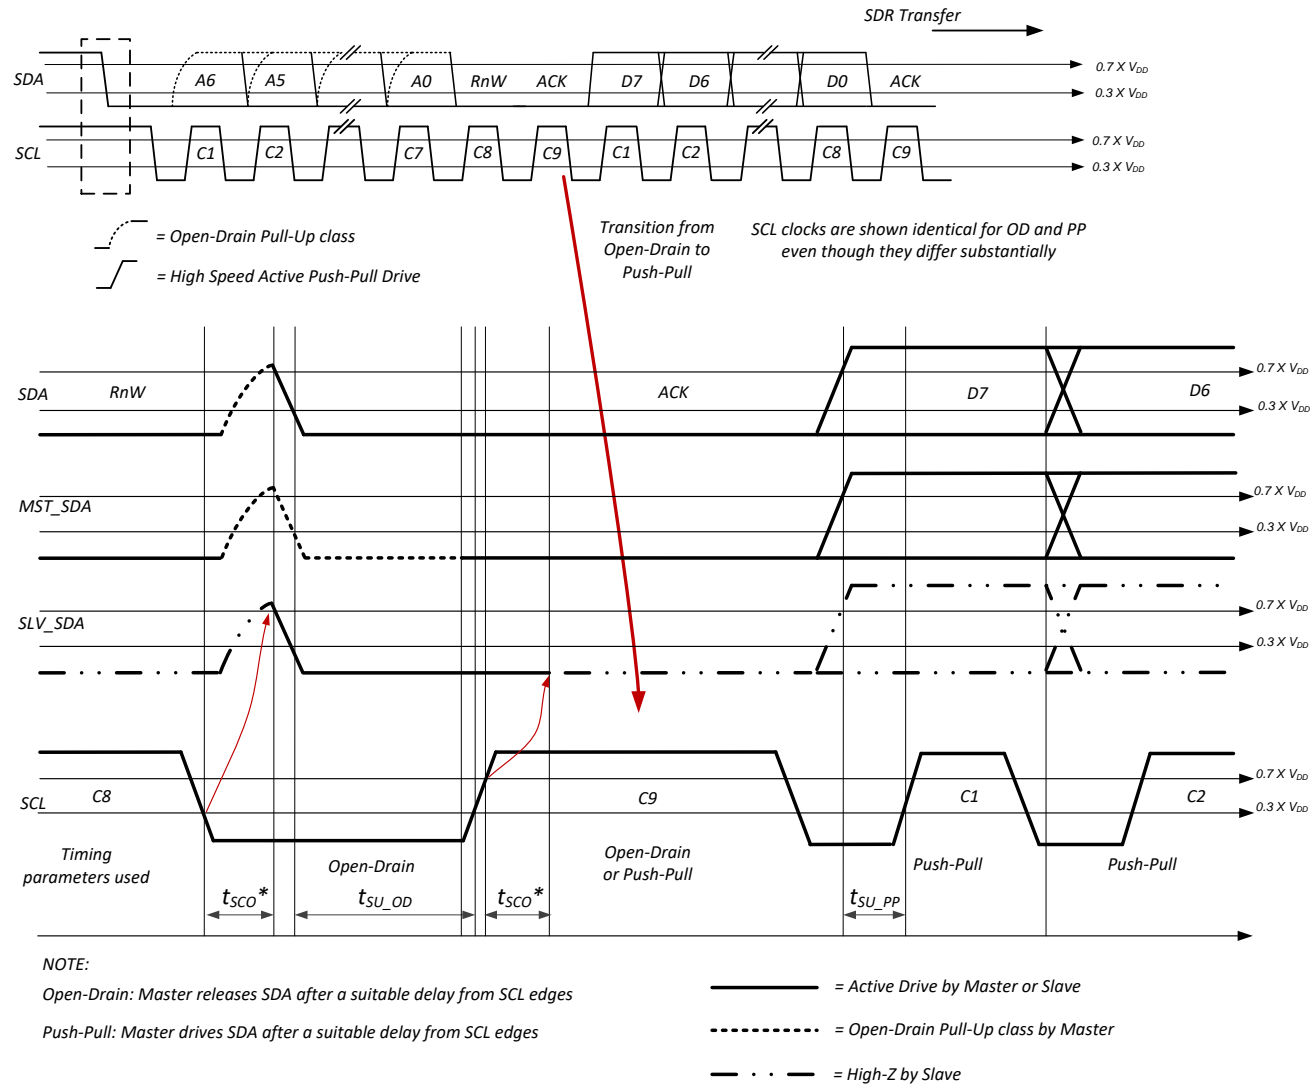 SDR Transfer
SDA
A6 A5 A0 RnW ACK D7 D6 D0 ACK
0.7 X VDD
0.3 X VDD
SCL
C1 C2 C7 C8 C9 C1 C2 C8 C9
0.7 X VDD
0.3 X VDD
= Open-Drain Pull-Up class
= High Speed Active Push-Pull Drive
Transition from
Open-Drain to
Push-Pull
SCL clocks are shown identical for OD and PP
even though they differ substantially
SDA
RnW ACK D7 D6
0.7 X VDD
0.3 X VDD
MST_SDA
0.7 X VDD
0.3 X VDD
SLV_SDA
0.7 X VDD
0.3 X VDD
SCL
C8 C9 C1 C2
0.7 X VDD
0.3 X VDD
Timing
parameters used
Open-Drain
Open-Drain
or Push-Pull
Push-Pull
Push-Pull
tSCO*
tSU_OD
tSCO*
tSU_PP
NOTE:
Open-Drain: Master releases SDA after a suitable delay from SCL edges
Push-Pull: Master drives SDA after a suitable delay from SCL edges
= Active Drive by Master or Slave
= Open-Drain Pull-Up class by Master
= High-Z by Slave